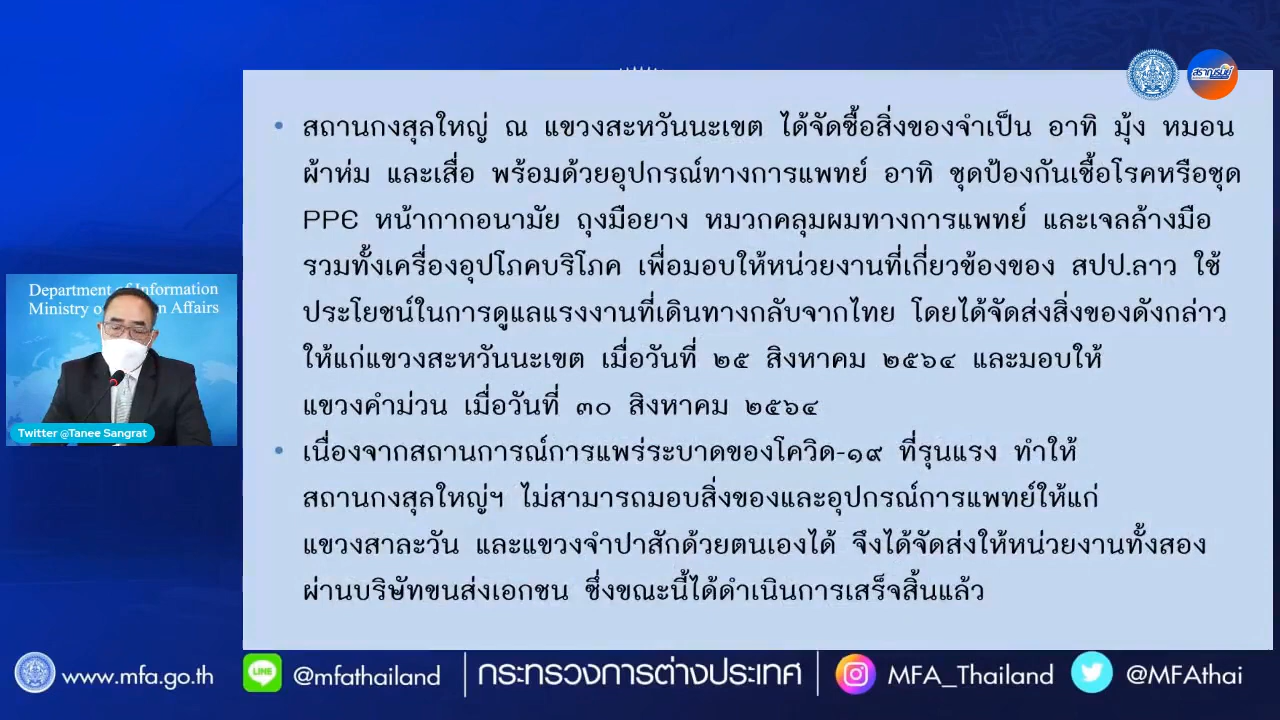 สราญรมย์
• สถานกงสุลใหญ่ ณ แขวงสะหวันนะเขต ได้จัดซื้อสิ่งของจำเป็น อาทิ มุ้ง หมอน
ผ้าห่ม และเสื่อ พร้อมด้วยอุปกรณ์ทางการแพทย์ อาทิ ชุดป้องกันเชื้อโรคหรือชุด
PPE หน้ากากอนามัย ถุงมือยาง หมวกคลุมผมทางการแพทย์ และเจลล้างมือ
รวมทั้งเครื่องอุปโภคบริโภค เพื่อมอบให้หน่วยงานที่เกี่ยวข้องของ สปป.ลาว ใช้
ประโยชน์ในการดูแลแรงงานที่เดินทางกลับจากไทย โดยได้จัดส่งสิ่งของดังกล่าว
ให้แก่แขวงสะหวันนะเขต เมื่อวันที่ ๒๕ สิงหาคม ๒๕๖๔ และมอบให้
แขวงคำม่วน เมื่อวันที่ ๓๐ สิงหาคม ๒๕๖๔
• เนื่องจากสถานการณ์การแพร่ระบาดของโควิด-๑๙ ที่รุนแรง ทำให้
สถานกงสุลใหญ่ฯ ไม่สามารถมอบสิ่งของและอุปกรณ์การแพทย์ให้แก่
แขวงสาละวัน และแขวงจำปาสักด้วยตนเองได้ จึงได้จัดส่งให้หน่วยงานทั้งสอง
ผ่านบริษัทขนส่งเอกชน ซึ่งขณะนี้ได้ดำเนินการเสร็จสิ้นแล้ว
Department of Information
Ministry of Affairs
Twitter @Tanee Sangrat
www.mfa.go.th LINE @mfathailand กระทรวงการต่างประเทศ MFA_Thailand @MFAthai